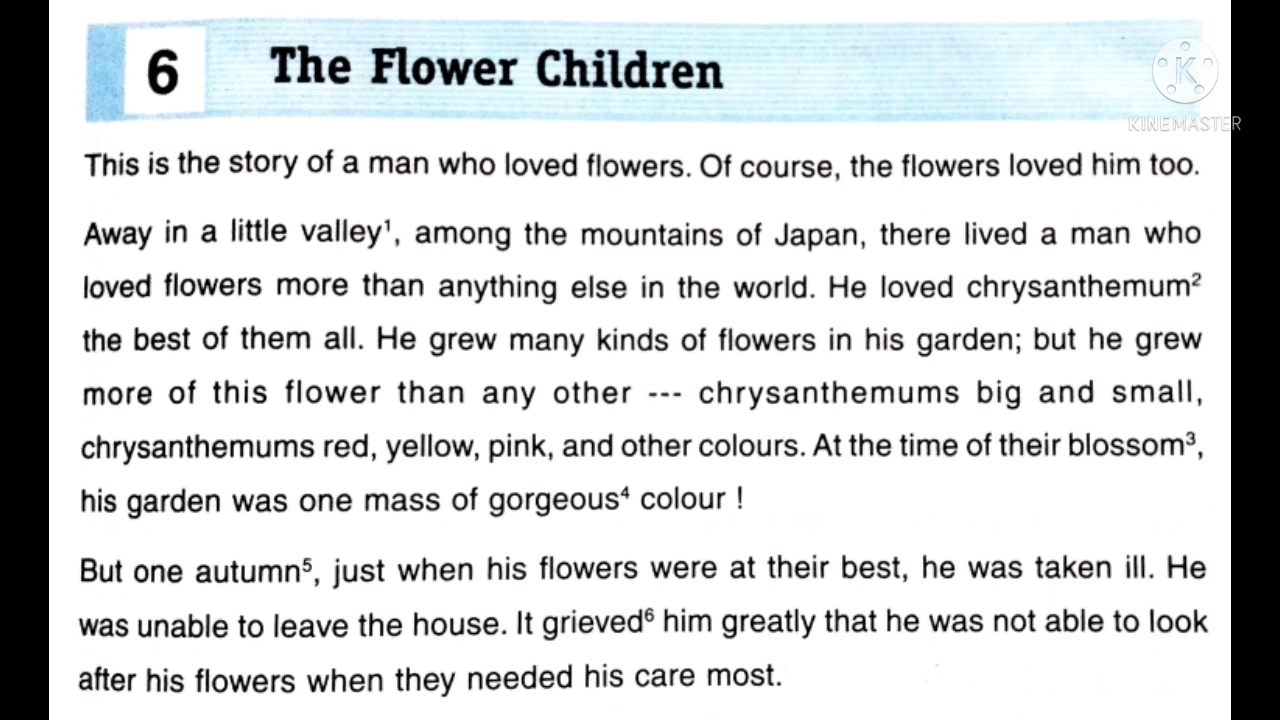 6 The Flower Children
K
KINEMASTER
This is the story of a man who loved flowers. Of course, the flowers loved him too.
Away in a little valley¹, among the mountains of Japan, there lived a man who
loved flowers more than anything else in the world. He loved chrysanthemum²
the best of them all. He grew many kinds of flowers in his garden; but he grew
more of this flower than any other --- chrysanthemums big and small,
chrysanthemums red, yellow, pink, and other colours. At the time of their blossom³,
his garden was one mass of gorgeous⁴ colour !
But one autumn⁵, just when his flowers were at their best, he was taken ill. He
was unable to leave the house. It grieved⁶ him greatly that he was not able to look
after his flowers when they needed his care most.